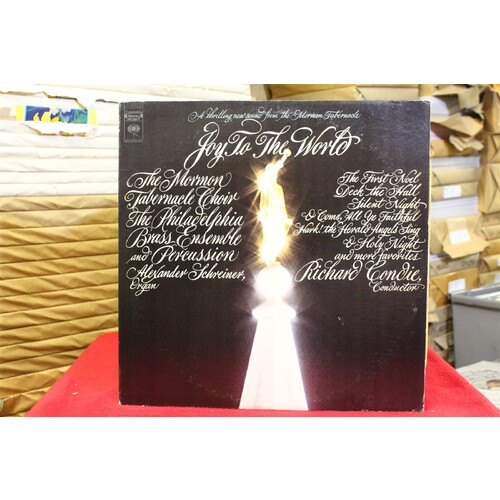 A thrilling new sound from the Mormon Tabernacle
Joy To The World
The Mormon
Tabernacle Choir
The Philadelphia
Brass Ensemble
and Percussion
Alexander Schreiner,
Organ
The First Noel
Deck the Hall
Silent Night
O Come, All Ye Faithful
Hark! the Herald Angels Sing
O Holy Night
and more favorites
Richard Condie,
Conductor